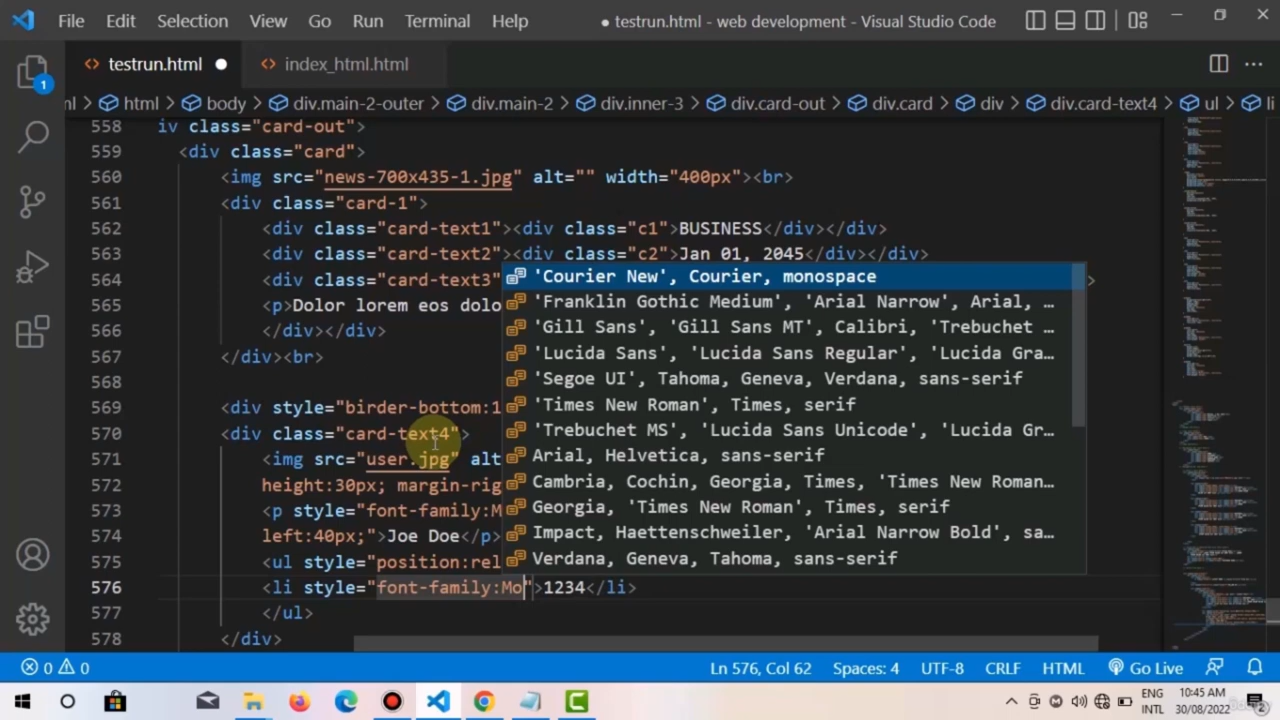 File Edit Selection View Go Run Terminal Help ● testrun.html - web development - Visual Studio Code
1
<> testrun.html ● <> index_html.html
nl > html > body > div.main-2-outer > div.main-2 > div.inner-3 > div.card-out > div.card > div > div.card-text4 > ul > li
558 iv class="card-out">
559 <div class="card">
560 <img src="news-700x435-1.jpg" alt="" width="400px"><br>
561 <div class="card-1">
562 <div class="card-text1"><div class="c1">BUSINESS</div></div>
563 <div class="card-text2"><div class="c2">Jan 01, 2045</div></div>
564 <div class="card-text3" >
565 <p>Dolor lorem eos dolo
566 </div></div>
567 </div><br>
568
569 <div style="birder-bottom:1
570 <div class="card-text4">
571 <img src="user.jpg" alt
572 height:30px; margin-rig
573 <p style="font-family:M
574 left:40px;">Joe Doe</p>
575 <ul style="position:rel
576 <li style="font-family:Mo">1234</li>
577 </ul>
578 </div>
'Courier New', Courier, monospace
'Franklin Gothic Medium', 'Arial Narrow', Arial, …
'Gill Sans', 'Gill Sans MT', Calibri, 'Trebuchet …
'Lucida Sans', 'Lucida Sans Regular', 'Lucida Gra…
'Segoe UI', Tahoma, Geneva, Verdana, sans-serif
'Times New Roman', Times, serif
'Trebuchet MS', 'Lucida Sans Unicode', 'Lucida Gr…
Arial, Helvetica, sans-serif
Cambria, Cochin, Georgia, Times, 'Times New Roman…
Georgia, 'Times New Roman', Times, serif
Impact, Haettenschweiler, 'Arial Narrow Bold', sa…
Verdana, Geneva, Tahoma, sans-serif
0 0 Ln 576, Col 62 Spaces: 4 UTF-8 CRLF HTML Go Live
ENG 10:45 AM
INTL 30/08/2022 2